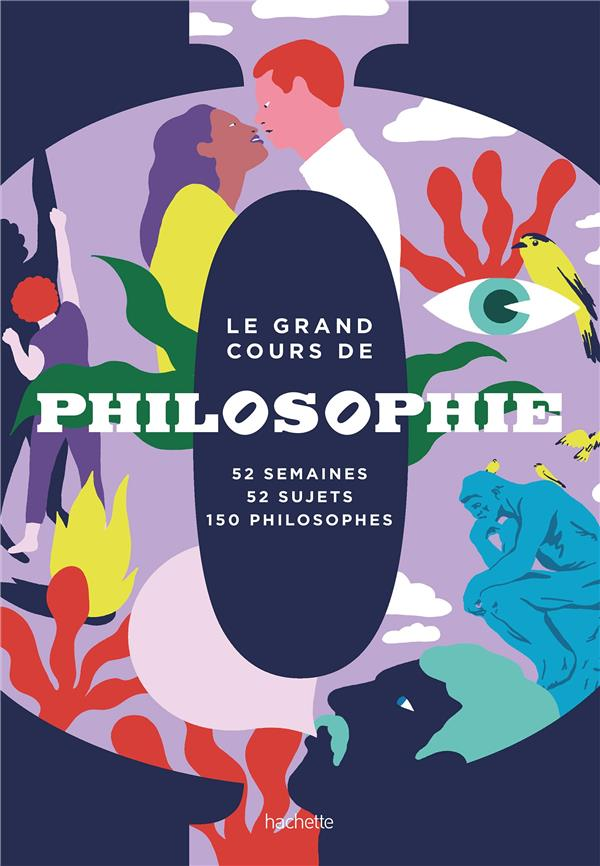 LE GRAND
COURS DE
PHILOSOPHIE
52 SEMAINES
52 SUJETS
150 PHILOSOPHES
hachette